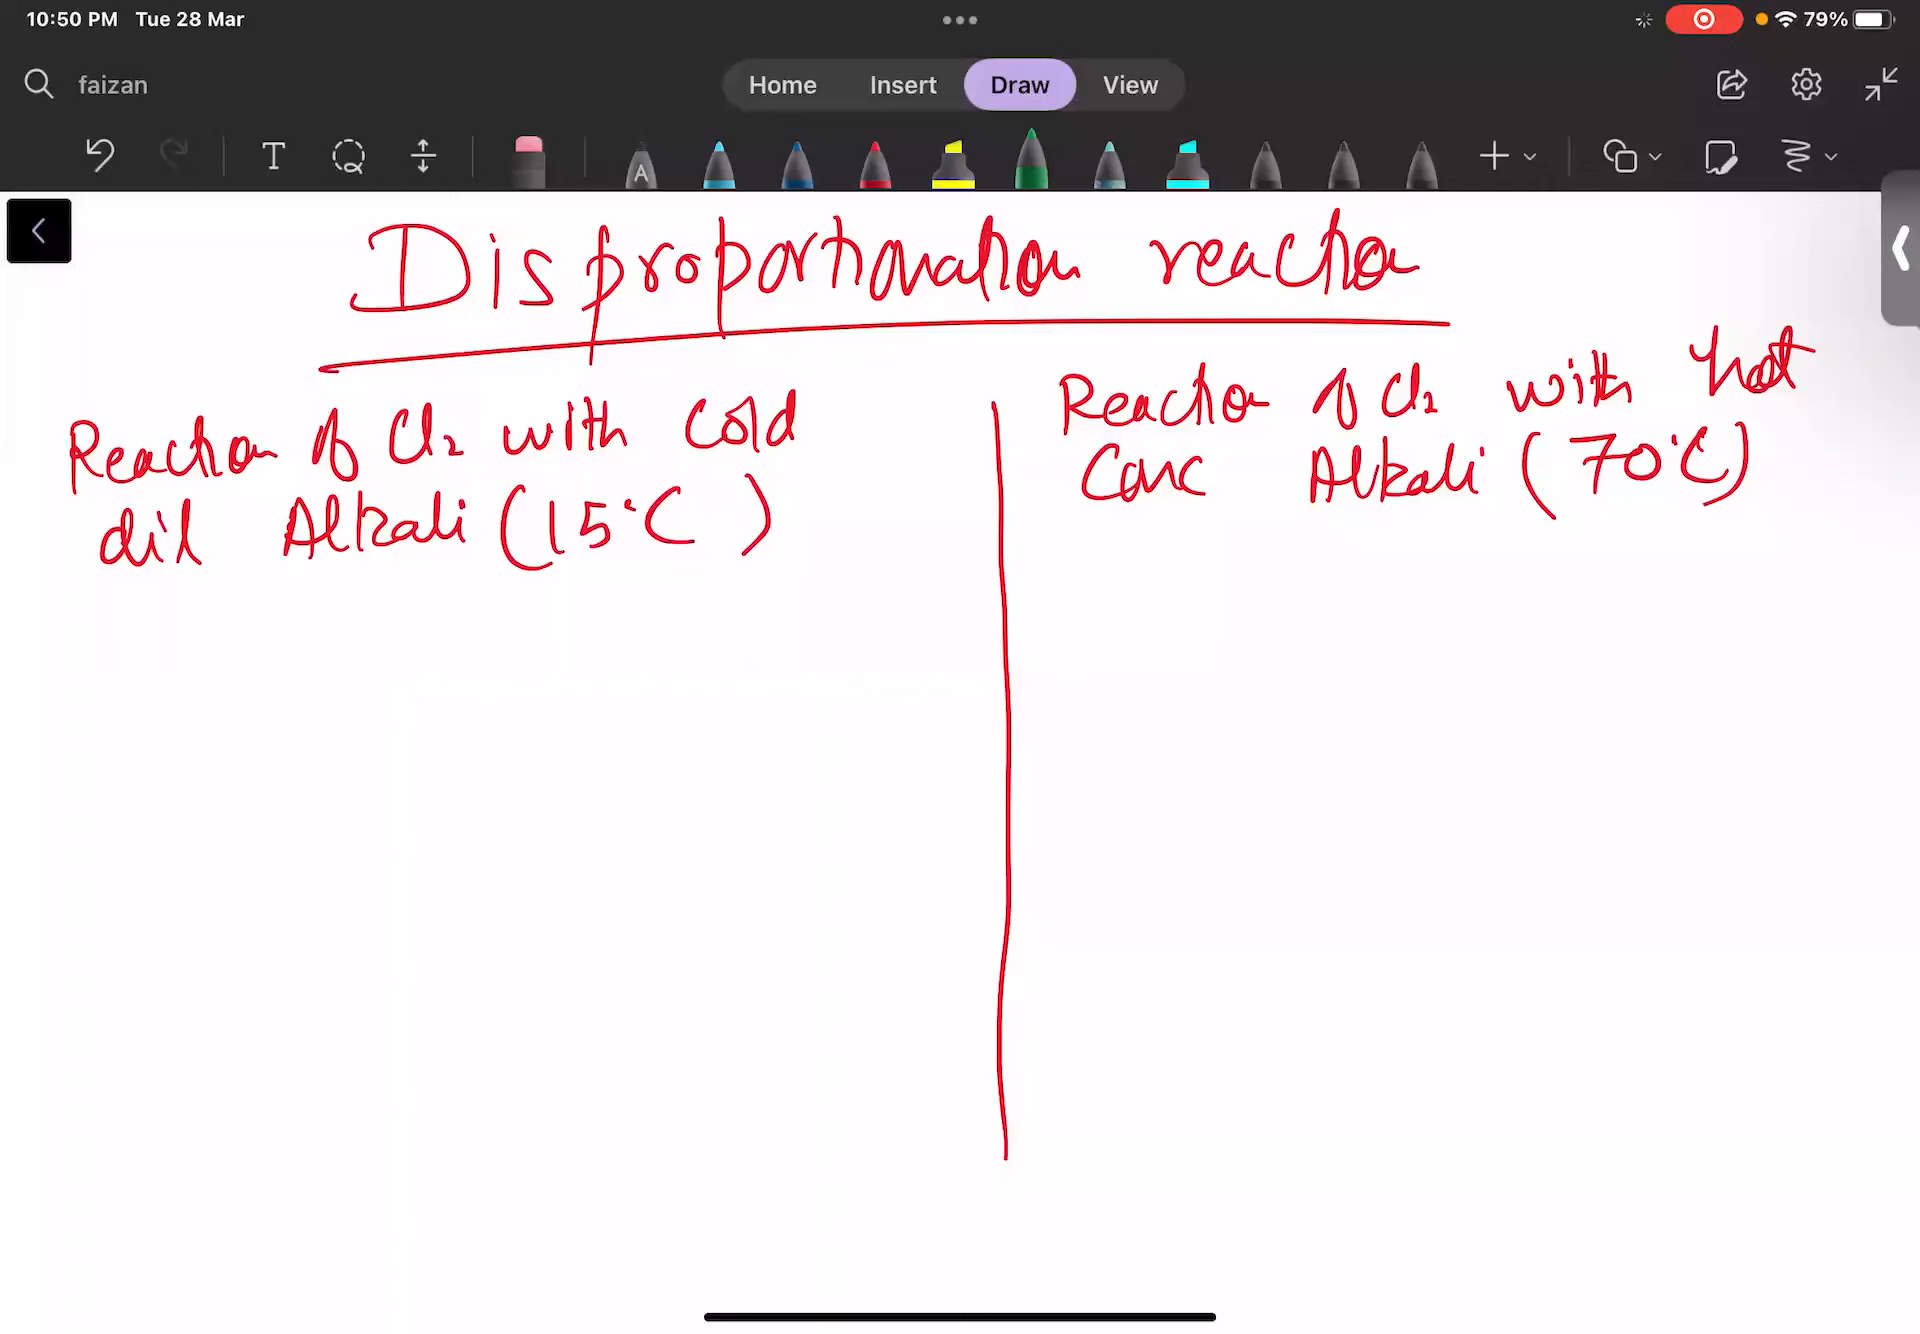 10:50 PM Tue 28 Mar
79%
faizan
Home Insert Draw View
T
A
Disproportionation reaction
Reaction of Cl2 with Cold
dil Alkali (15°C)
Reaction of Cl2 with hot
Conc Alkali (70°C)